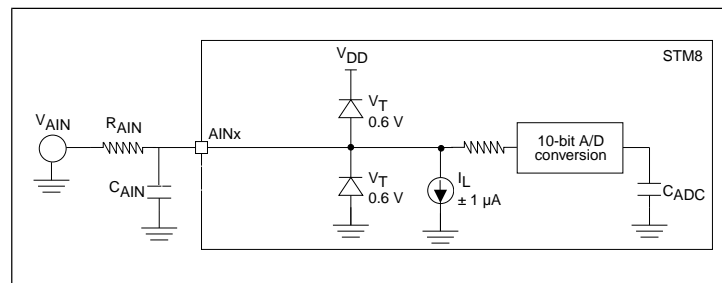 STM8
VDD
VT
0.6 V
VAIN
RAIN
AINx
10-bit A/D
conversion
VT
0.6 V
IL
± 1 µA
CAIN
CADC